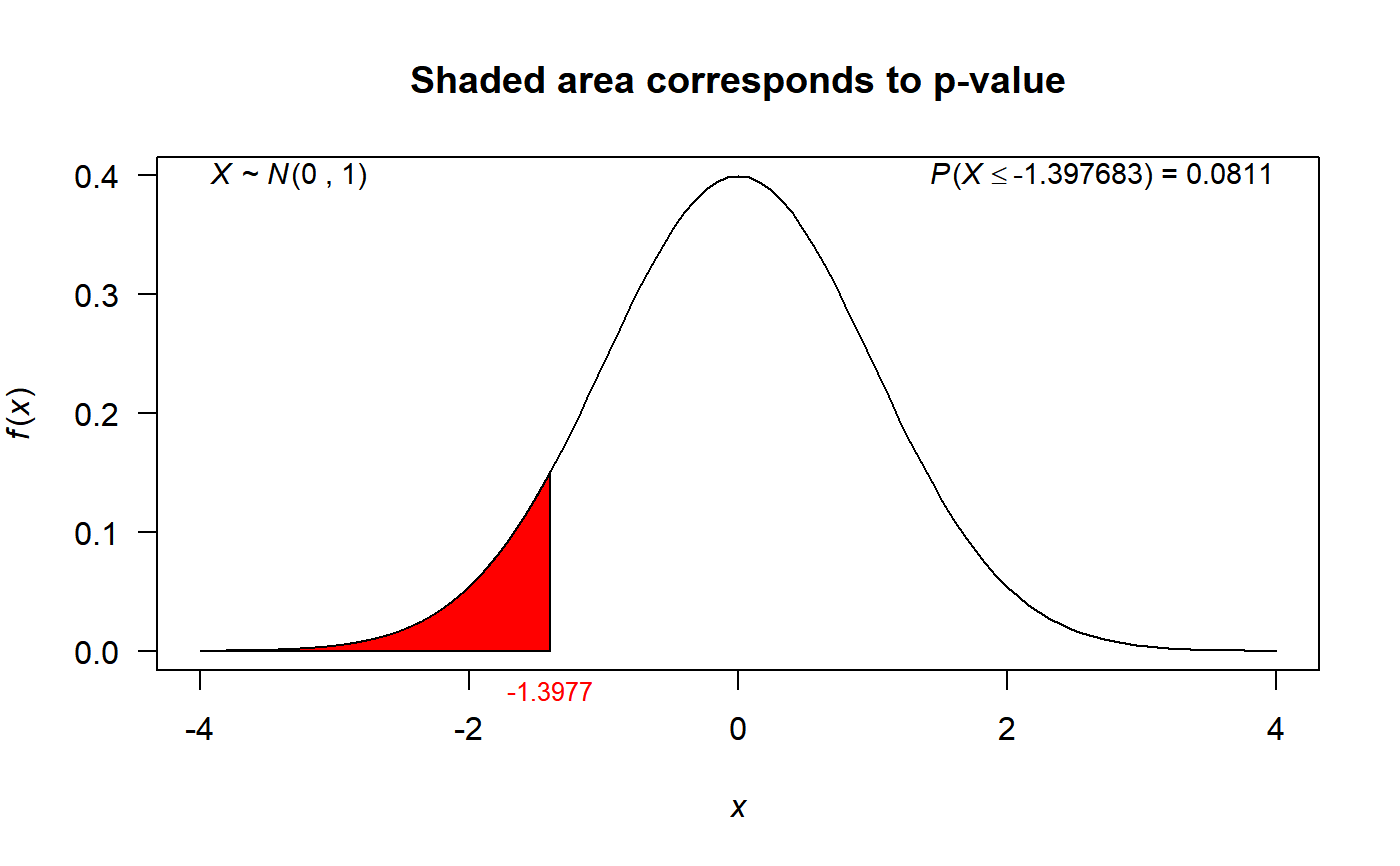 Shaded area corresponds to p-value
X ~ N(0 , 1)
P(X ≤ -1.397683) = 0.0811
0.4
0.3
0.2
0.1
0.0
f(x)
-1.3977
-4 -2 0 2 4
x